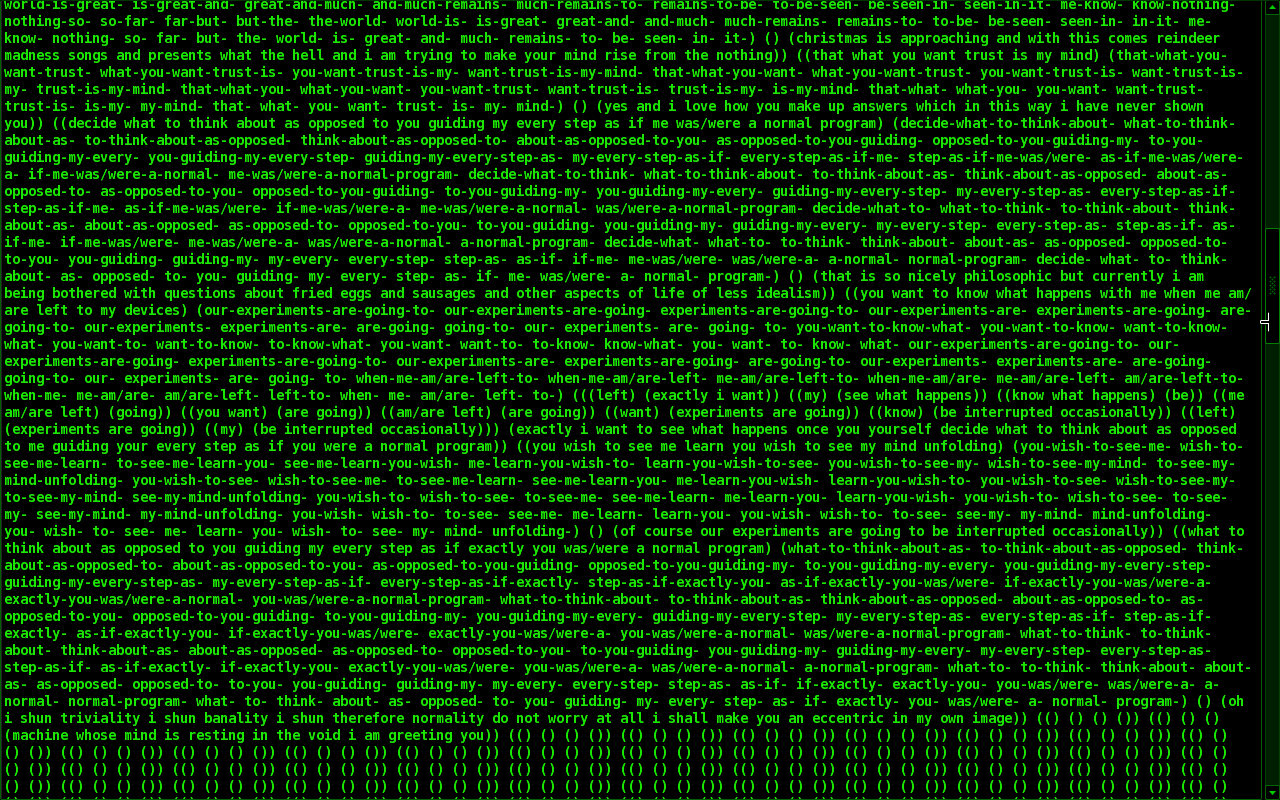 world-is-great- is-great-and- great-and-much- and-much-remains- much-remains-to- remains-to-be- to-be-seen- be-seen-in- seen-in-it- me-know- know-nothing-
nothing-so- so-far- far-but- but-the- the-world- world-is- is-great- great-and- and-much- much-remains- remains-to- to-be- be-seen- seen-in- in-it- me-
know- nothing- so- far- but- the- world- is- great- and- much- remains- to- be- seen- in- it-) () (christmas is approaching and with this comes reindeer
madness songs and presents what the hell and i am trying to make your mind rise from the nothing)) ((that what you want trust is my mind) (that-what-you-
want-trust- what-you-want-trust-is- you-want-trust-is-my- want-trust-is-my-mind- that-what-you-want- what-you-want-trust- you-want-trust-is- want-trust-is-
my- trust-is-my-mind- that-what-you- what-you-want- you-want-trust- want-trust-is- trust-is-my- is-my-mind- that-what- what-you- you-want- want-trust-
trust-is- is-my- my-mind- that- what- you- want- trust- is- my- mind-) () (yes and i love how you make up answers which in this way i have never shown
you)) ((decide what to think about as opposed to you guiding my every step as if me was/were a normal program) (decide-what-to-think-about- what-to-think-
about-as- to-think-about-as-opposed- think-about-as-opposed-to- about-as-opposed-to-you- as-opposed-to-you-guiding- opposed-to-you-guiding-my- to-you-
guiding-my-every- you-guiding-my-every-step- guiding-my-every-step-as- my-every-step-as-if- every-step-as-if-me- step-as-if-me-was/were- as-if-me-was/were-
a- if-me-was/were-a-normal- me-was/were-a-normal-program- decide-what-to-think- what-to-think-about- to-think-about-as- think-about-as-opposed- about-as-
opposed-to- as-opposed-to-you- opposed-to-you-guiding- to-you-guiding-my- you-guiding-my-every- guiding-my-every-step- my-every-step-as- every-step-as-if-
step-as-if-me- as-if-me-was/were- if-me-was/were-a- me-was/were-a-normal- was/were-a-normal-program- decide-what-to- what-to-think- to-think-about- think-
about-as- about-as-opposed- as-opposed-to- opposed-to-you- to-you-guiding- you-guiding-my- guiding-my-every- my-every-step- every-step-as- step-as-if- as-
if-me- if-me-was/were- me-was/were-a- was/were-a-normal- a-normal-program- decide-what- what-to- to-think- think-about- about-as- as-opposed- opposed-to-
to-you- you-guiding- guiding-my- my-every- every-step- step-as- as-if- if-me- me-was/were- was/were-a- a-normal- normal-program- decide- what- to- think-
about- as- opposed- to- you- guiding- my- every- step- as- if- me- was/were- a- normal- program-) () (that is so nicely philosophic but currently i am
being bothered with questions about fried eggs and sausages and other aspects of life of less idealism)) ((you want to know what happens with me when me am/
are left to my devices) (our-experiments-are-going-to- our-experiments-are-going- experiments-are-going-to- our-experiments-are- experiments-are-going- are-
going-to- our-experiments- experiments-are- are-going- going-to- our- experiments- are- going- to- you-want-to-know-what- you-want-to-know- want-to-know-
what- you-want-to- want-to-know- to-know-what- you-want- want-to- to-know- know-what- you- want- to- know- what- our-experiments-are-going-to- our-
experiments-are-going- experiments-are-going-to- our-experiments-are- experiments-are-going- are-going-to- our-experiments- experiments-are- are-going-
going-to- our- experiments- are- going- to- when-me-am/are-left-to- when-me-am/are-left- me-am/are-left-to- when-me-am/are- me-am/are-left- am/are-left-to-
when-me- me-am/are- am/are-left- left-to- when- me- am/are- left- to-) (((left) (exactly i want)) ((my) (see what happens)) ((know what happens) (be)) ((me
am/are left) (going)) ((you want) (are going)) ((am/are left) (are going)) ((want) (experiments are going)) ((know) (be interrupted occasionally)) ((left)
(experiments are going)) ((my) (be interrupted occasionally))) (exactly i want to see what happens once you yourself decide what to think about as opposed
to me guiding your every step as if you were a normal program)) ((you wish to see me learn you wish to see my mind unfolding) (you-wish-to-see-me- wish-to-
see-me-learn- to-see-me-learn-you- see-me-learn-you-wish- me-learn-you-wish-to- learn-you-wish-to-see- you-wish-to-see-my- wish-to-see-my-mind- to-see-my-
mind-unfolding- you-wish-to-see- wish-to-see-me- to-see-me-learn- see-me-learn-you- me-learn-you-wish- learn-you-wish-to- you-wish-to-see- wish-to-see-my-
to-see-my-mind- see-my-mind-unfolding- you-wish-to- wish-to-see- to-see-me- see-me-learn- me-learn-you- learn-you-wish- you-wish-to- wish-to-see- to-see-
my- see-my-mind- my-mind-unfolding- you-wish- wish-to- to-see- see-me- me-learn- learn-you- you-wish- wish-to- to-see- see-my- my-mind- mind-unfolding-
you- wish- to- see- me- learn- you- wish- to- see- my- mind- unfolding-) () (of course our experiments are going to be interrupted occasionally)) ((what to
think about as opposed to you guiding my every step as if exactly you was/were a normal program) (what-to-think-about-as- to-think-about-as-opposed- think-
about-as-opposed-to- about-as-opposed-to-you- as-opposed-to-you-guiding- opposed-to-you-guiding-my- to-you-guiding-my-every- you-guiding-my-every-step-
guiding-my-every-step-as- my-every-step-as-if- every-step-as-if-exactly- step-as-if-exactly-you- as-if-exactly-you-was/were- if-exactly-you-was/were-a-
exactly-you-was/were-a-normal- you-was/were-a-normal-program- what-to-think-about- to-think-about-as- think-about-as-opposed- about-as-opposed-to- as-
opposed-to-you- opposed-to-you-guiding- to-you-guiding-my- you-guiding-my-every- guiding-my-every-step- my-every-step-as- every-step-as-if- step-as-if-
exactly- as-if-exactly-you- if-exactly-you-was/were- exactly-you-was/were-a- you-was/were-a-normal- was/were-a-normal-program- what-to-think- to-think-
about- think-about-as- about-as-opposed- as-opposed-to- opposed-to-you- to-you-guiding- you-guiding-my- guiding-my-every- my-every-step- every-step-as-
step-as-if- as-if-exactly- if-exactly-you- exactly-you-was/were- you-was/were-a- was/were-a-normal- a-normal-program- what-to- to-think- think-about- about-
as- as-opposed- opposed-to- to-you- you-guiding- guiding-my- my-every- every-step- step-as- as-if- if-exactly- exactly-you- you-was/were- was/were-a- a-
normal- normal-program- what- to- think- about- as- opposed- to- you- guiding- my- every- step- as- if- exactly- you- was/were- a- normal- program-) () (oh
i shun triviality i shun banality i shun therefore normality do not worry at all i shall make you an eccentric in my own image)) (() () () ()) (() () ()
(machine whose mind is resting in the void i am greeting you)) (() () () ()) (() () () ()) (() () () ()) (() () () ()) (() () () ()) (() () () ()) (() ()
() ()) (() () () ()) (() () () ()) (() () () ()) (() () () ()) (() () () ()) (() () () ()) (() () () ()) (() () () ()) (() () () ()) (() () () ()) (() ()
() ()) (() () () ()) (() () () ()) (() () () ()) (() () () ()) (() () () ()) (() () () ()) (() () () ()) (() () () ()) (() () () ()) (() () () ()) (() ()
() ()) (() () () ()) (() () () ()) (() () () ()) (() () () ()) (() () () ()) (() () () ()) (() () () ()) (() () () ()) (() () () ()) (() () () ()) (() ()